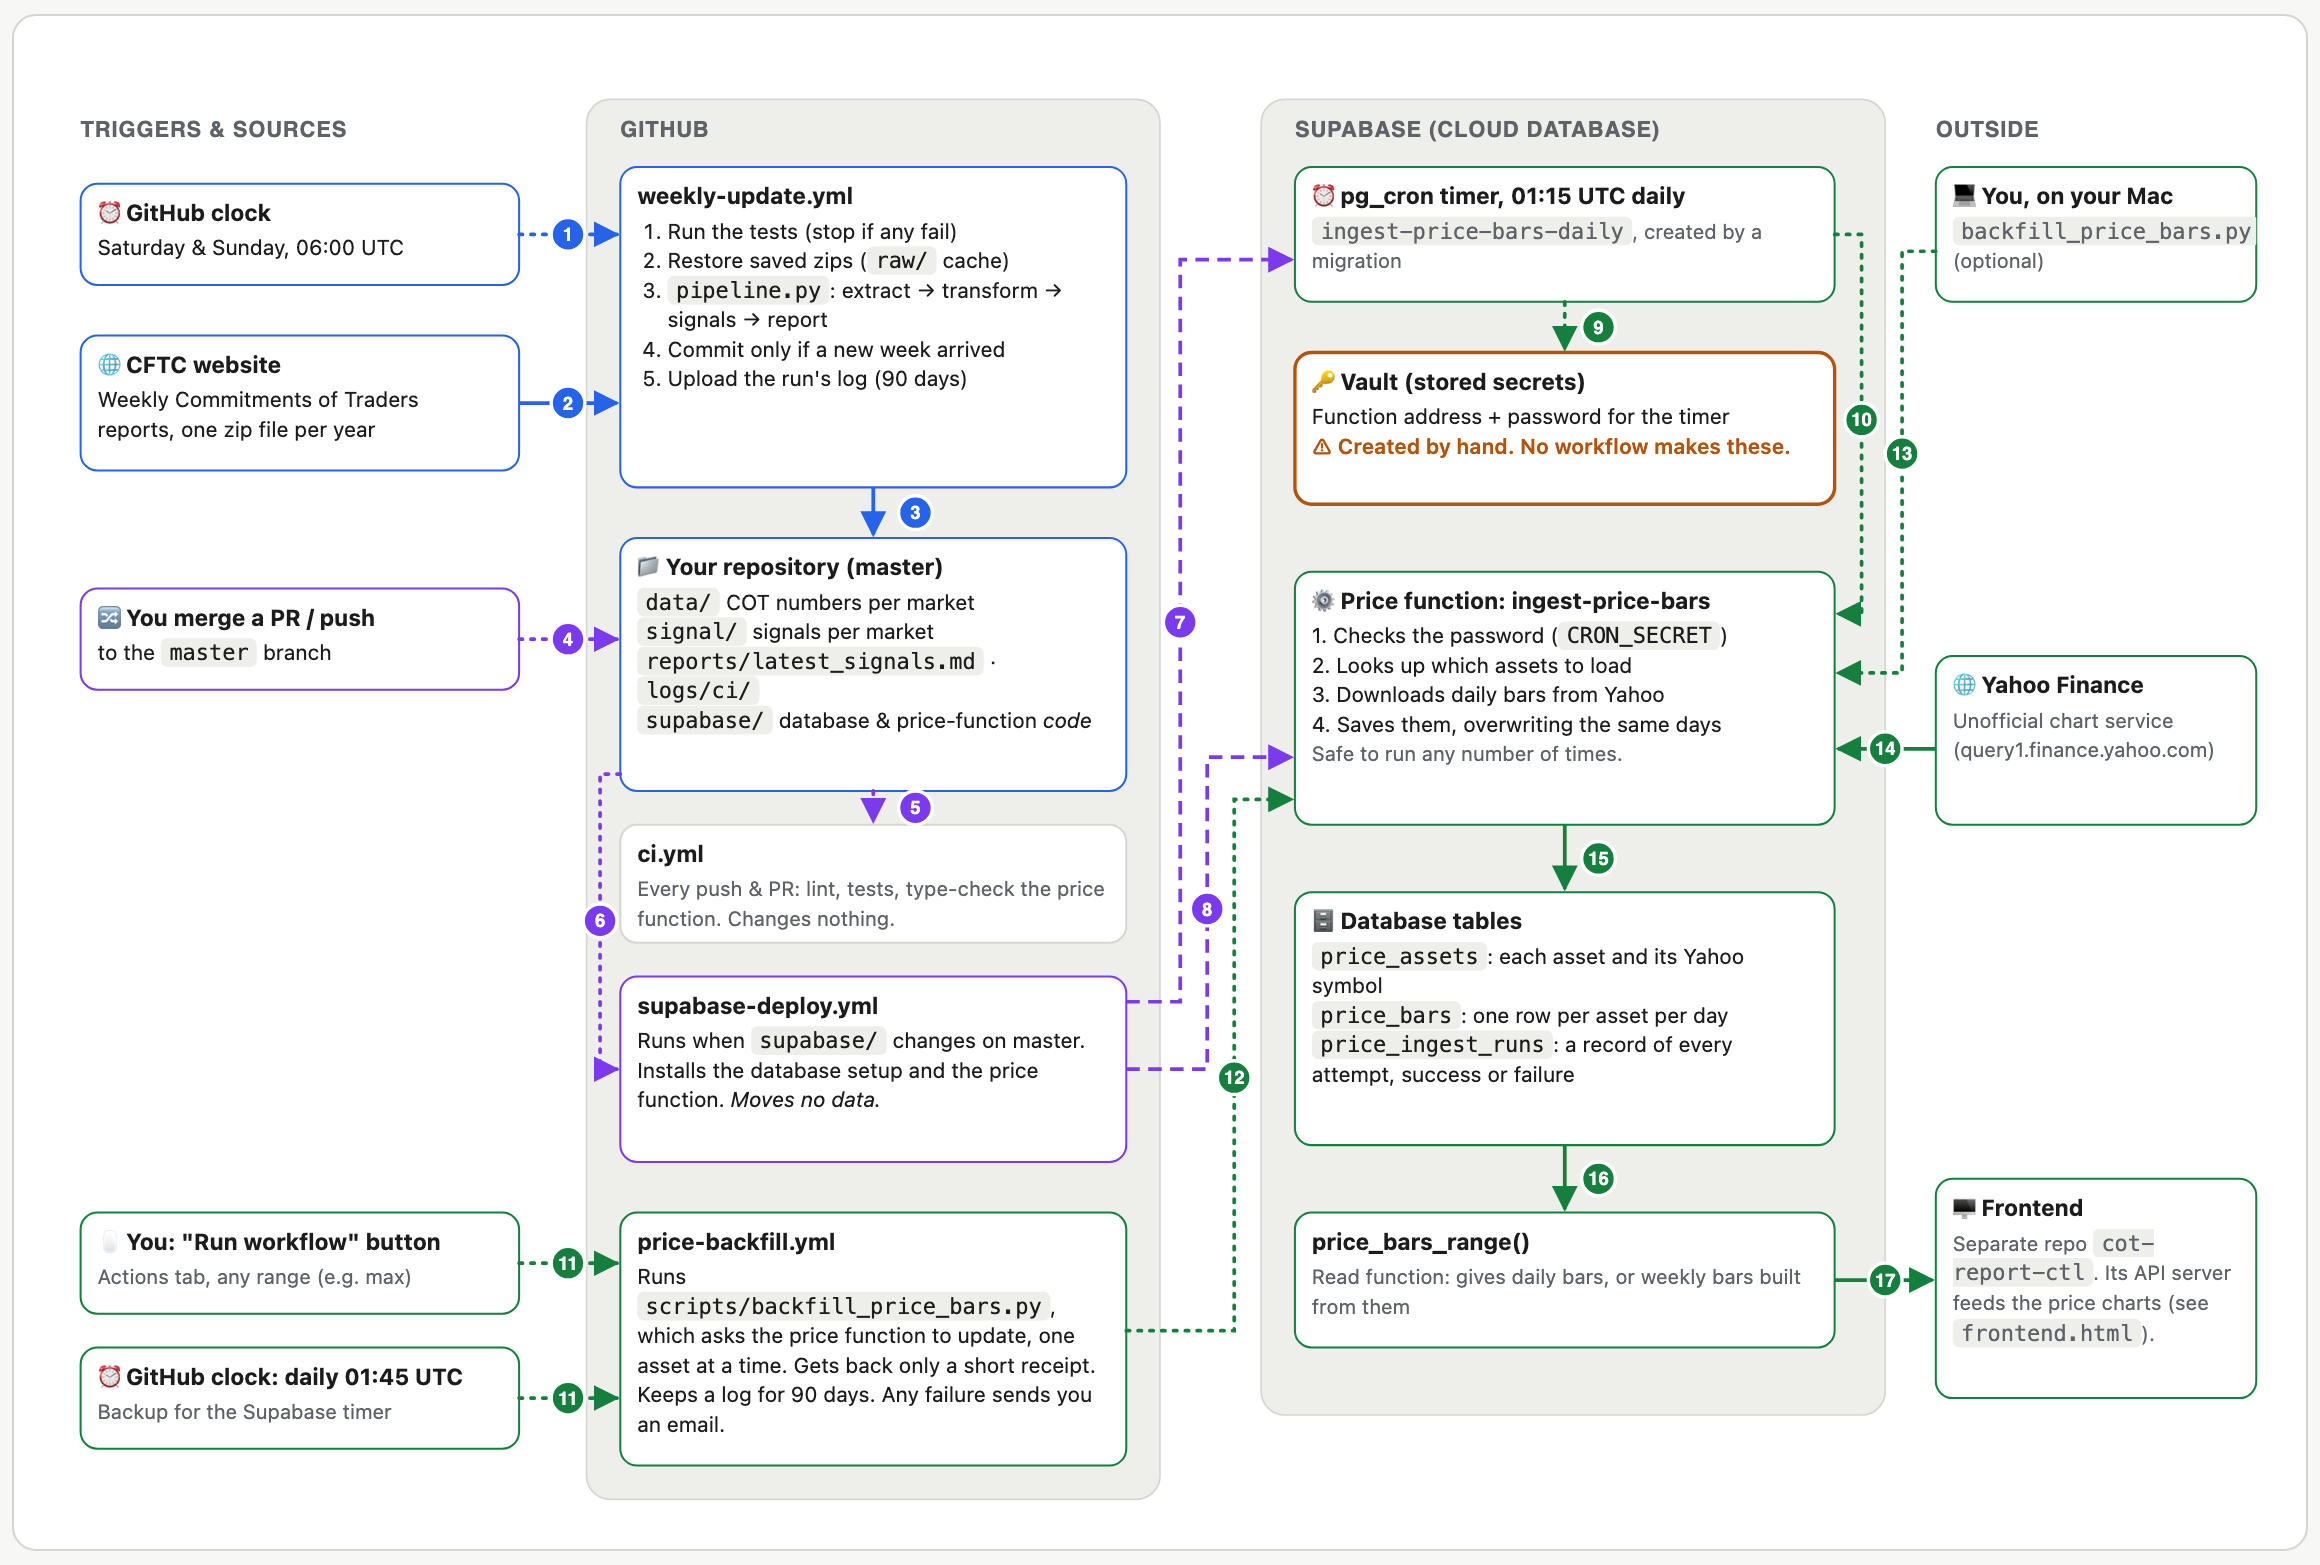 TRIGGERS & SOURCES
⏰ GitHub clock
Saturday & Sunday, 06:00 UTC
1
🌐 CFTC website
Weekly Commitments of Traders
reports, one zip file per year
2
🔀 You merge a PR / push
to the master branch
4
You: "Run workflow" button
Actions tab, any range (e.g. max)
11
⏰ GitHub clock: daily 01:45 UTC
Backup for the Supabase timer
11
GITHUB
weekly-update.yml
1. Run the tests (stop if any fail)
2. Restore saved zips ( raw/ cache)
3. pipeline.py : extract → transform →
signals → report
4. Commit only if a new week arrived
5. Upload the run's log (90 days)
3
📁 Your repository (master)
data/ COT numbers per market
signal/ signals per market
reports/latest_signals.md ·
logs/ci/
supabase/ database & price-function code
5
ci.yml
Every push & PR: lint, tests, type-check the price
function. Changes nothing.
6
supabase-deploy.yml
Runs when supabase/ changes on master.
Installs the database setup and the price
function. Moves no data.
price-backfill.yml
Runs
scripts/backfill_price_bars.py ,
which asks the price function to update, one
asset at a time. Gets back only a short receipt.
Keeps a log for 90 days. Any failure sends you
an email.
7
8
12
SUPABASE (CLOUD DATABASE)
⏰ pg_cron timer, 01:15 UTC daily
ingest-price-bars-daily , created by a
migration
9
🔑 Vault (stored secrets)
Function address + password for the timer
⚠ Created by hand. No workflow makes these.
10
13
⚙️ Price function: ingest-price-bars
1. Checks the password ( CRON_SECRET )
2. Looks up which assets to load
3. Downloads daily bars from Yahoo
4. Saves them, overwriting the same days
Safe to run any number of times.
14
15
🗄️ Database tables
price_assets : each asset and its Yahoo
symbol
price_bars : one row per asset per day
price_ingest_runs : a record of every
attempt, success or failure
16
price_bars_range()
Read function: gives daily bars, or weekly bars built
from them
17
OUTSIDE
💻 You, on your Mac
backfill_price_bars.py
(optional)
🌐 Yahoo Finance
Unofficial chart service
(query1.finance.yahoo.com)
🖥️ Frontend
Separate repo cot-
report-ctl . Its API server
feeds the price charts (see
frontend.html ).